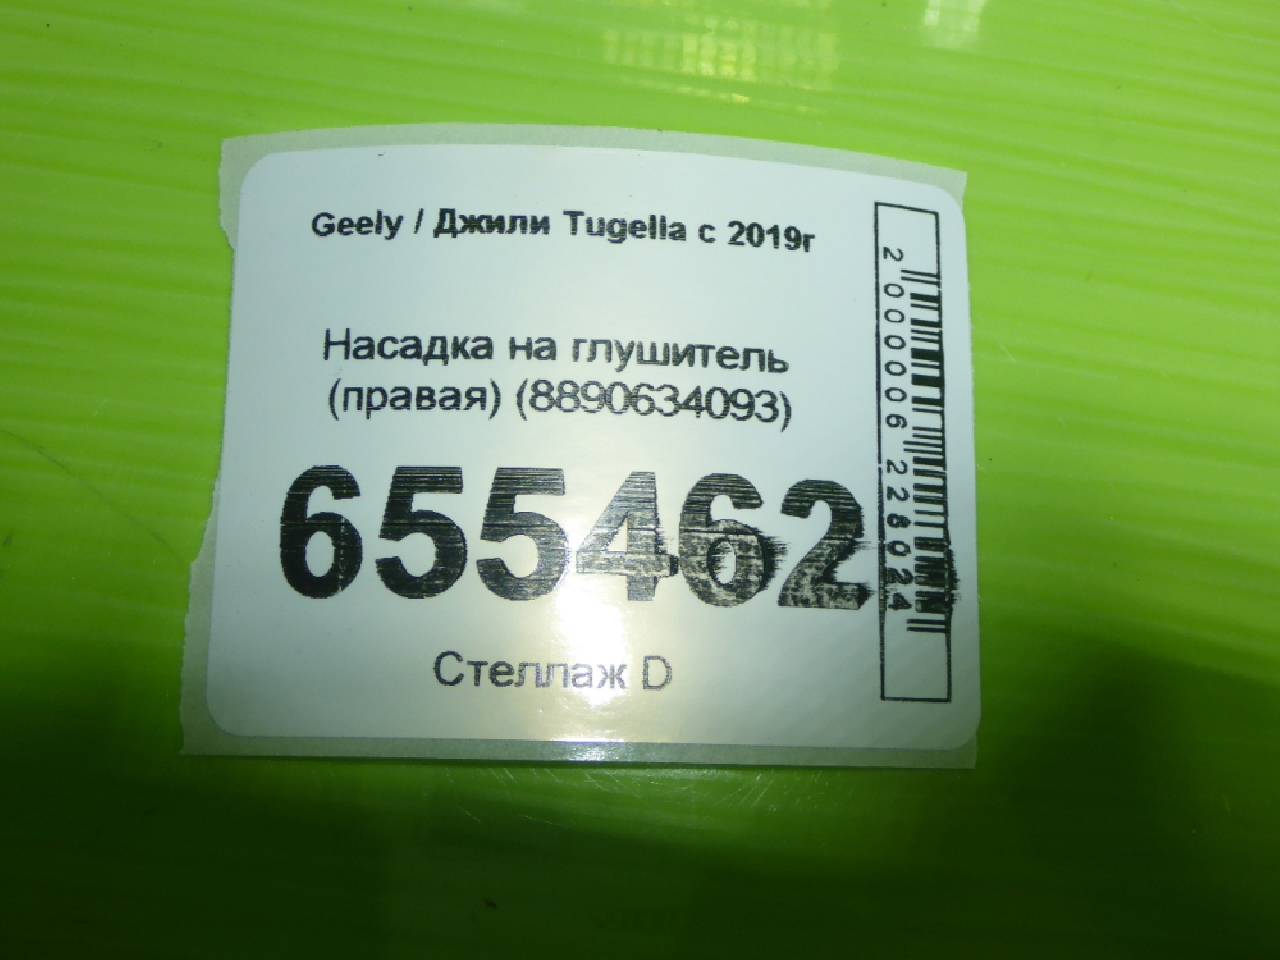 Geely / Джили Tugella с 2019г
Насадка на глушитель
(правая) (8890634093)
655462
Стеллаж D
2000006228024